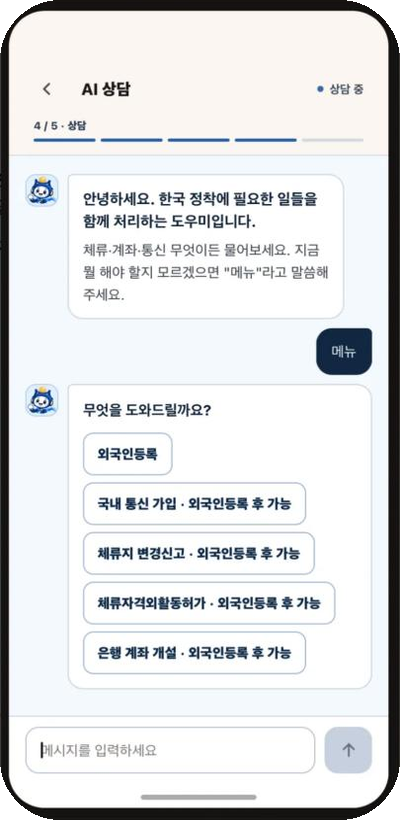 AI 상담
상담 중
4 / 5 · 상담
안녕하세요. 한국 정착에 필요한 일들을
함께 처리하는 도우미입니다.
체류·계좌·통신 무엇이든 물어보세요. 지금
뭘 해야 할지 모르겠으면 "메뉴"라고 말씀해
주세요.
메뉴
무엇을 도와드릴까요?
외국인등록
국내 통신 가입 · 외국인등록 후 가능
체류지 변경신고 · 외국인등록 후 가능
체류자격외활동허가 · 외국인등록 후 가능
은행 계좌 개설 · 외국인등록 후 가능
메시지를 입력하세요